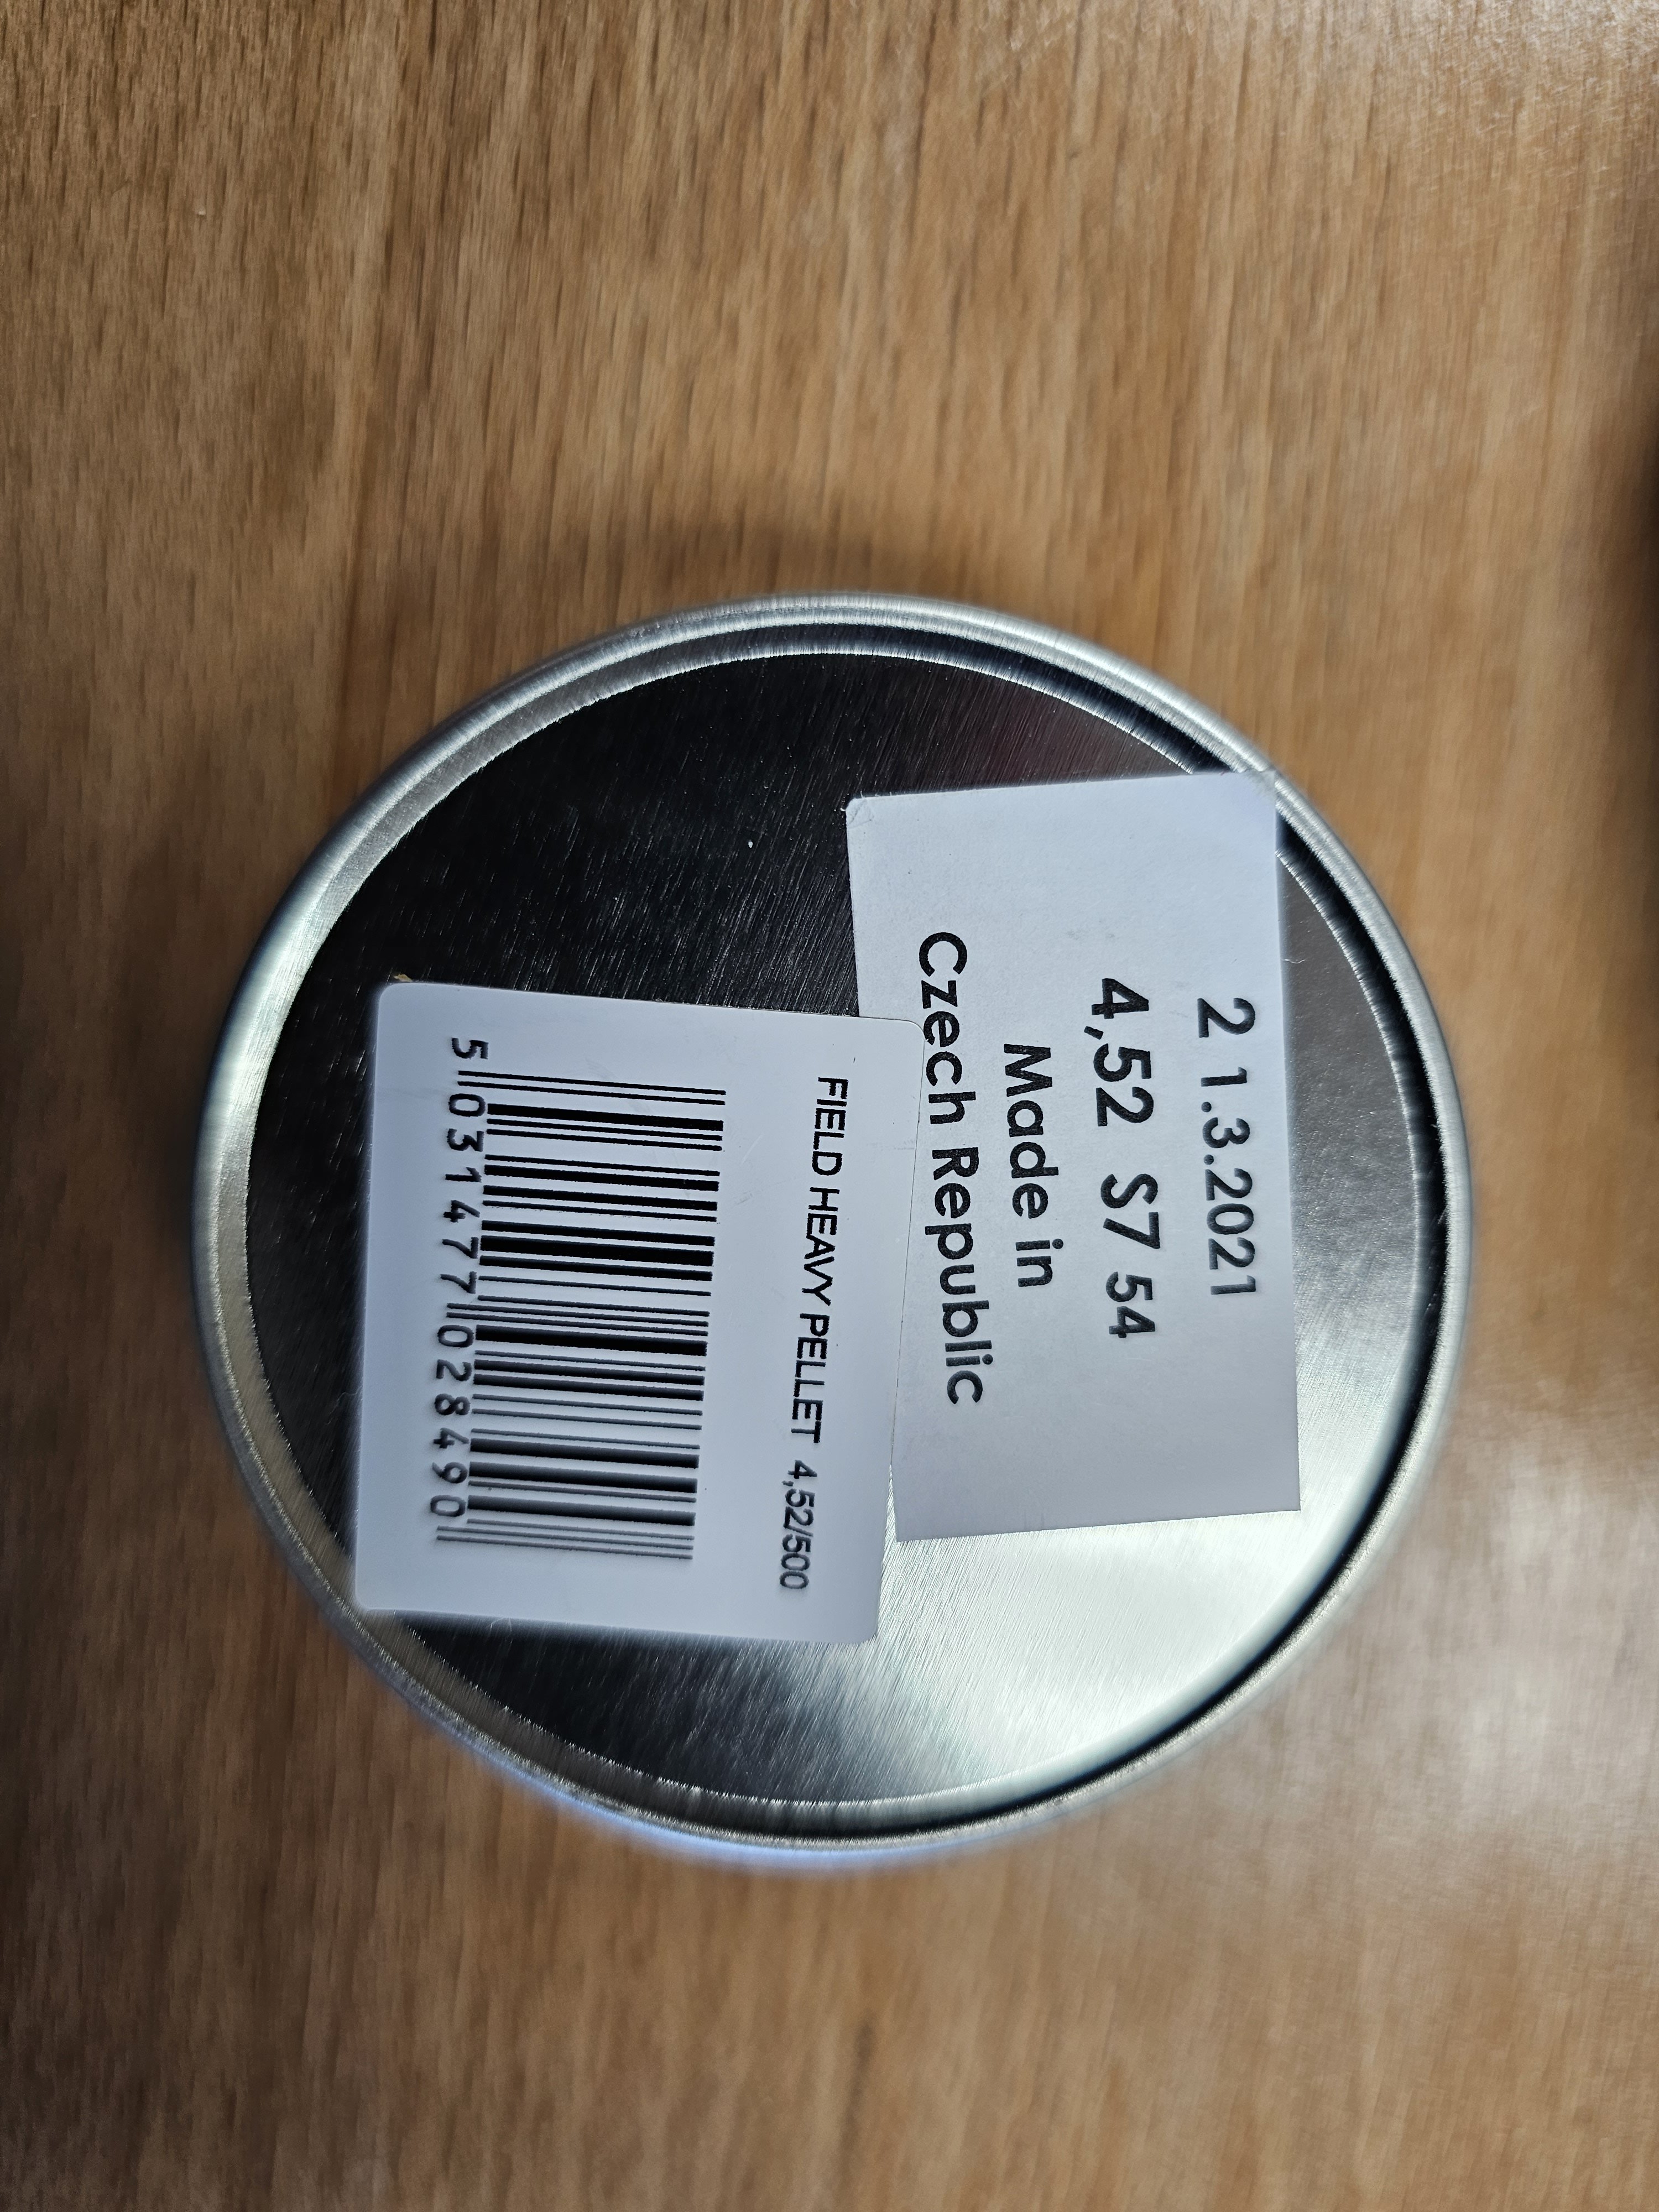 2 1.3.2021
4,52 S7 54
Made in
Czech Republic
FIELD HEAVY PELLET 4,52/500
5 031477 028490